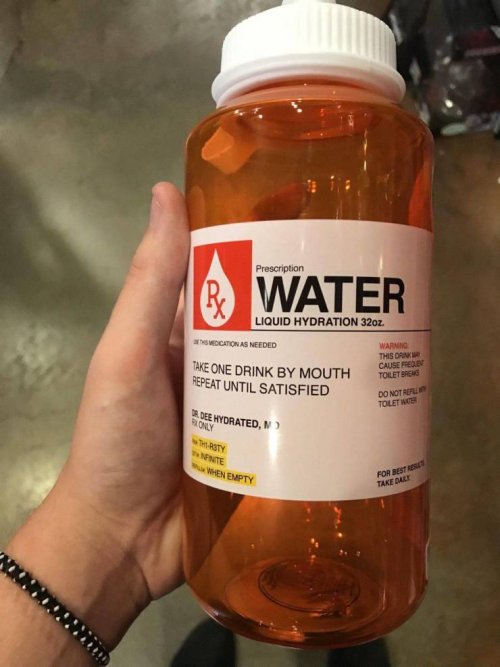 Rx
Prescription
WATER
LIQUID HYDRATION 32oz.
USE THIS MEDICATION AS NEEDED
TAKE ONE DRINK BY MOUTH
REPEAT UNTIL SATISFIED
DR. DEE HYDRATED, MD
RX ONLY
TH1-R3TY
INFINITE
WHEN EMPTY
WARNING:
THIS DRINK MAY
CAUSE FREQUENT
TOILET BREAKS
DO NOT REFILL WITH
TOILET WATER
FOR BEST RESULTS,
TAKE DAILY.